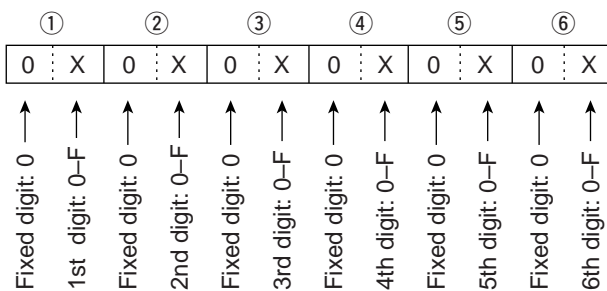 ① ② ③ ④ ⑤ ⑥
0 X 0 X 0 X 0 X 0 X 0 X
Fixed digit: 0
1st digit: 0–F
Fixed digit: 0
2nd digit: 0–F
Fixed digit: 0
3rd digit: 0–F
Fixed digit: 0
4th digit: 0–F
Fixed digit: 0
5th digit: 0–F
Fixed digit: 0
6th digit: 0–F